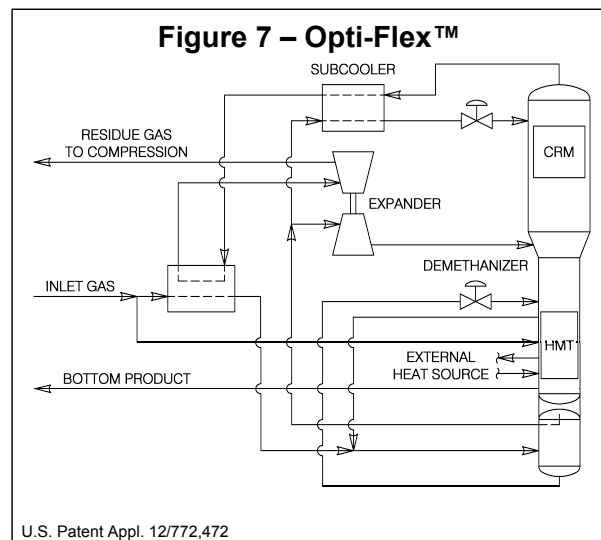 Figure 7 – Opti-Flex™
SUBCOOLER
RESIDUE GAS
TO COMPRESSION
CRM
EXPANDER
DEMETHANIZER
INLET GAS
HMT
EXTERNAL
HEAT SOURCE
BOTTOM PRODUCT
U.S. Patent Appl. 12/772,472